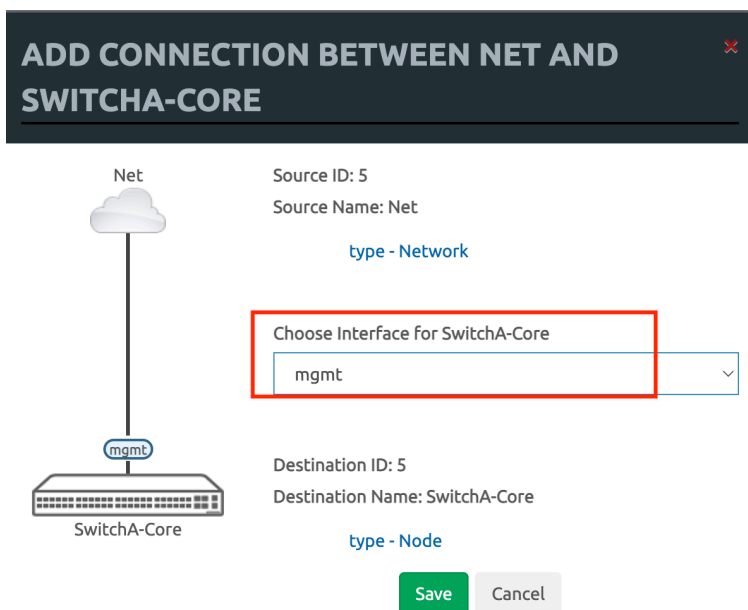 ADD CONNECTION BETWEEN NET AND
SWITCHA-CORE
Net
Source ID: 5
Source Name: Net
type - Network
Choose Interface for SwitchA-Core
mgmt
mgmt
Destination ID: 5
Destination Name: SwitchA-Core
SwitchA-Core
type - Node
Save
Cancel